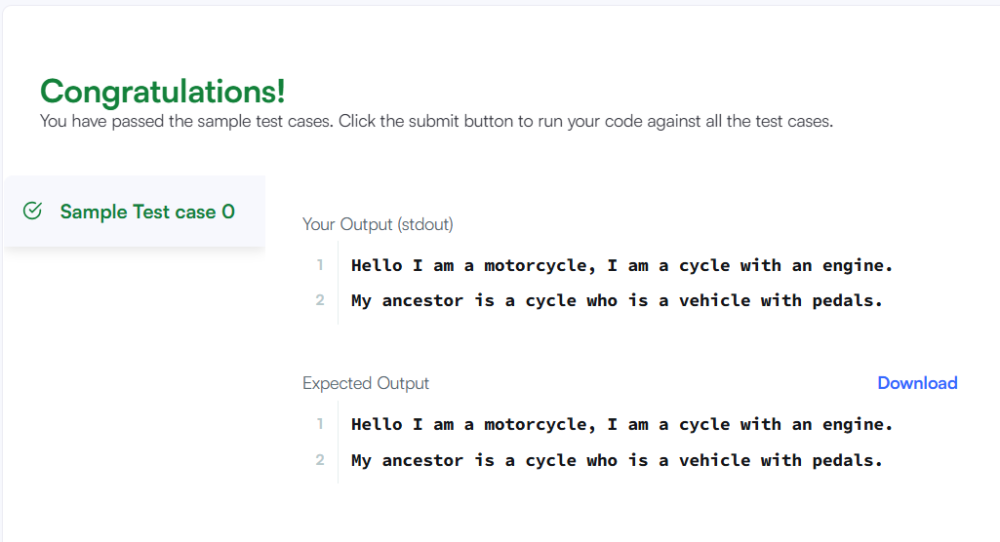 Congratulations!
You have passed the sample test cases. Click the submit button to run your code against all the test cases.
Sample Test case 0
Your Output (stdout)
1 Hello I am a motorcycle, I am a cycle with an engine.
2 My ancestor is a cycle who is a vehicle with pedals.
Expected Output Download
1 Hello I am a motorcycle, I am a cycle with an engine.
2 My ancestor is a cycle who is a vehicle with pedals.